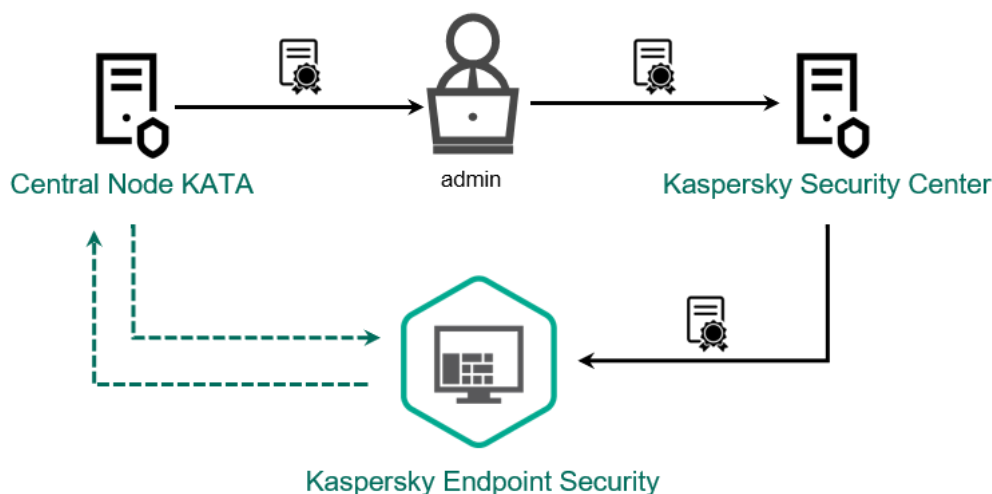 Central Node KATA
admin
Kaspersky Security Center
Kaspersky Endpoint Security